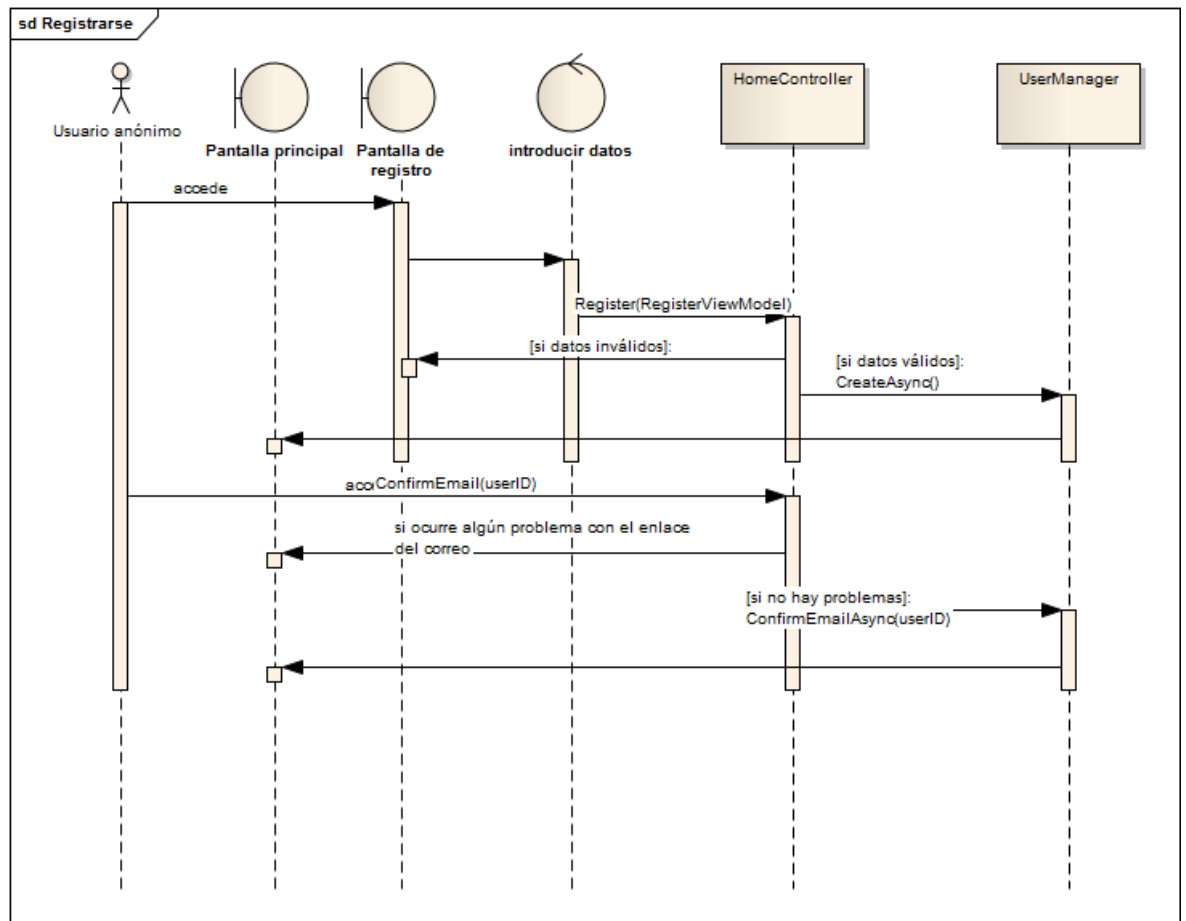 sd Registrarse
Usuario anónimo
Pantalla principal
Pantalla de
registro
introducir datos
HomeController
UserManager
accede
Register(RegisterViewModel)
[si datos inválidos]:
[si datos válidos]:
CreateAsync()
ConfirmEmail(userID)
si ocurre algún problema con el enlace
del correo
[si no hay problemas]:
ConfirmEmailAsync(userID)